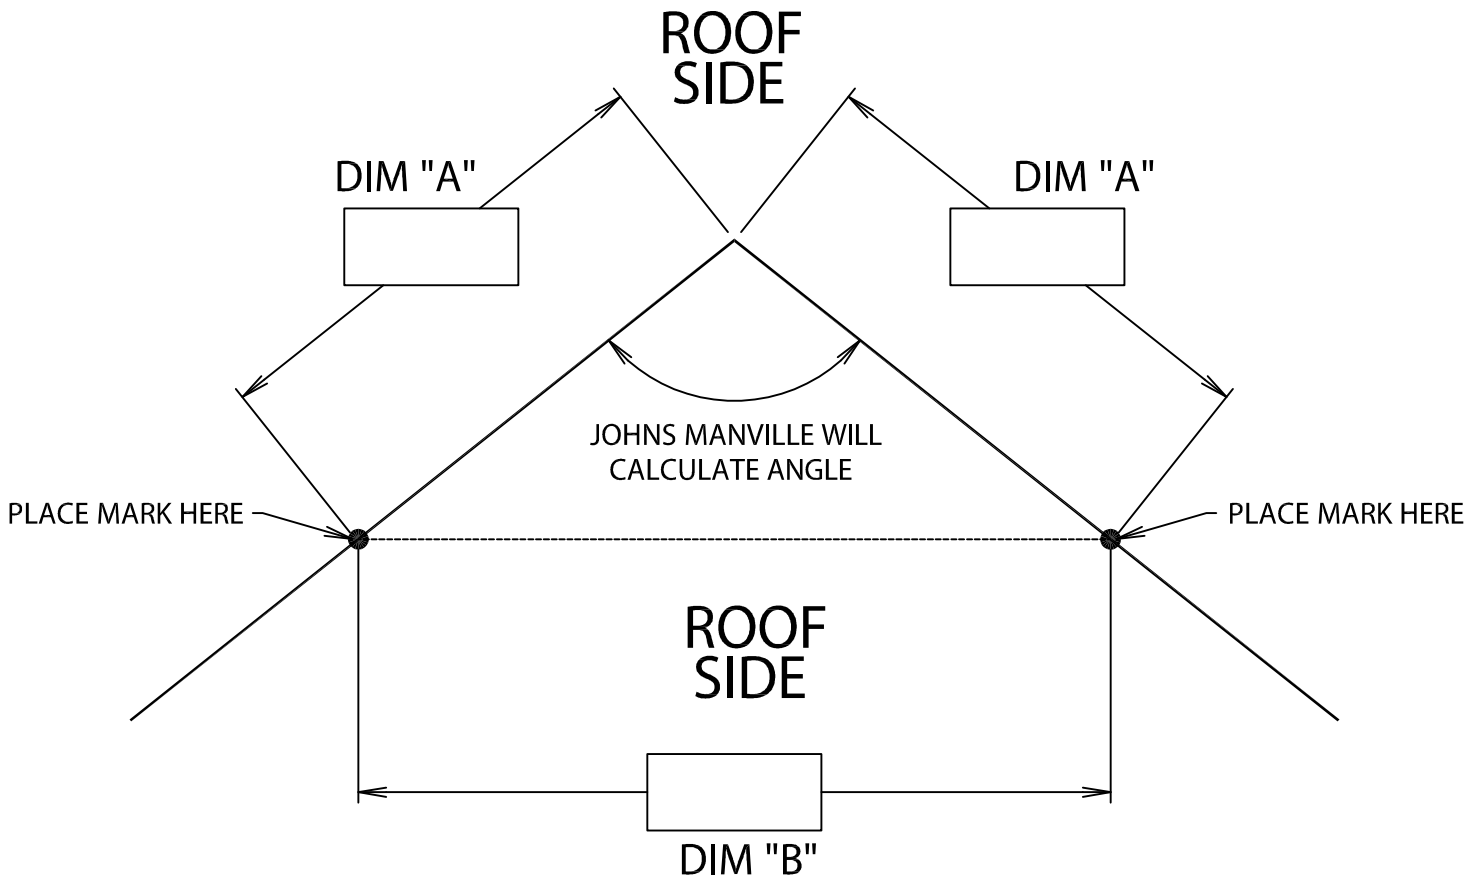 ROOF
SIDE
DIM "A"
DIM "A"
JOHNS MANVILLE WILL
CALCULATE ANGLE
PLACE MARK HERE
PLACE MARK HERE
ROOF
SIDE
DIM "B"